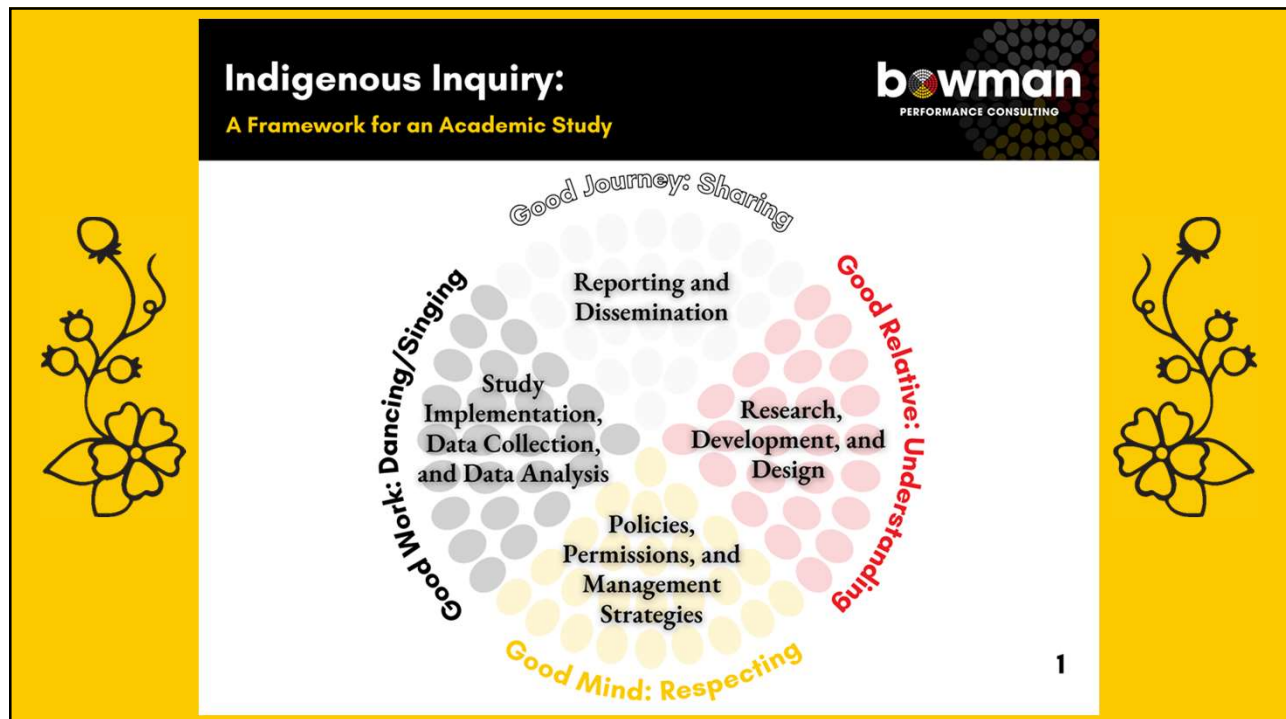 Indigenous Inquiry:
A Framework for an Academic Study
bowman
PERFORMANCE CONSULTING
Good Journey: Sharing
Reporting and
Dissemination
Good Relative: Understanding
Research,
Development, and
Design
Good Work: Dancing/Singing
Study
Implementation,
Data Collection,
and Data Analysis
Policies,
Permissions, and
Management
Strategies
Good Mind: Respecting
1